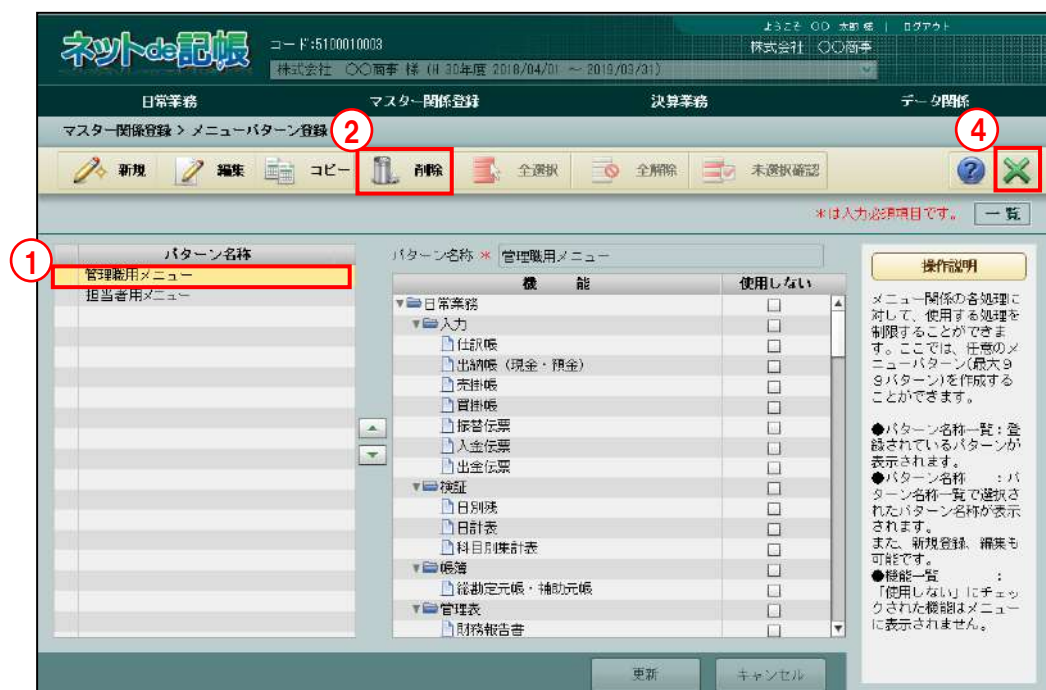 ようこそ 〇〇 太郎 様 | ログアウト
ネットde記帳
コード:5100010003
株式会社 〇〇商事
株式会社 〇〇商事 様 (H 30年度 2018/04/01 ～ 2019/03/31)
日常業務 マスター関係登録 決算業務 データ関係
マスター関係登録 > メニューパターン登録
② ④
新規 編集 コピー 削除 全選択 全解除 未選択確認
*は入力必須項目です。 一覧
①
パターン名称
管理職用メニュー
担当者用メニュー
パターン名称 * 管理職用メニュー
機 能 使用しない
日常業務
入力
仕訳帳
出納帳 (現金・預金)
売掛帳
買掛帳
振替伝票
入金伝票
出金伝票
検証
日別残
日計表
科目別集計表
帳簿
総勘定元帳・補助元帳
管理表
財務報告書
操作説明
メニュー関係の各処理に
対して、使用する処理を
制限することができま
す。ここでは、任意のメ
ニューパターン(最大9
9パターン)を作成する
ことができます。
●パターン名称一覧：登
録されているパターンが
表示されます。
●パターン名称 ：パ
ターン名称一覧で選択さ
れたパターン名称が表示
されます。
また、新規登録、編集も
可能です。
●機能一覧 ：
「使用しない」にチェッ
クされた機能はメニュー
に表示されません。
更新 キャンセル